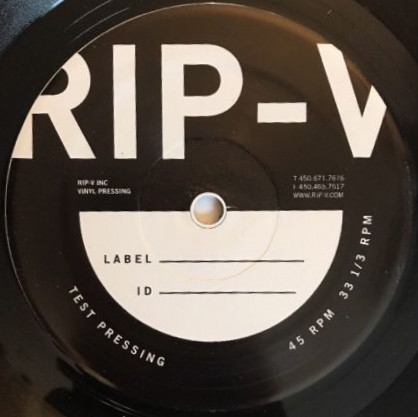 RIP-V
RIP-V INC
VINYL PRESSING
T 450.671.7676
F 450.465.7617
WWW.RIP-V.COM
LABEL
ID
TEST PRESSING
45 RPM 33 1/3 RPM